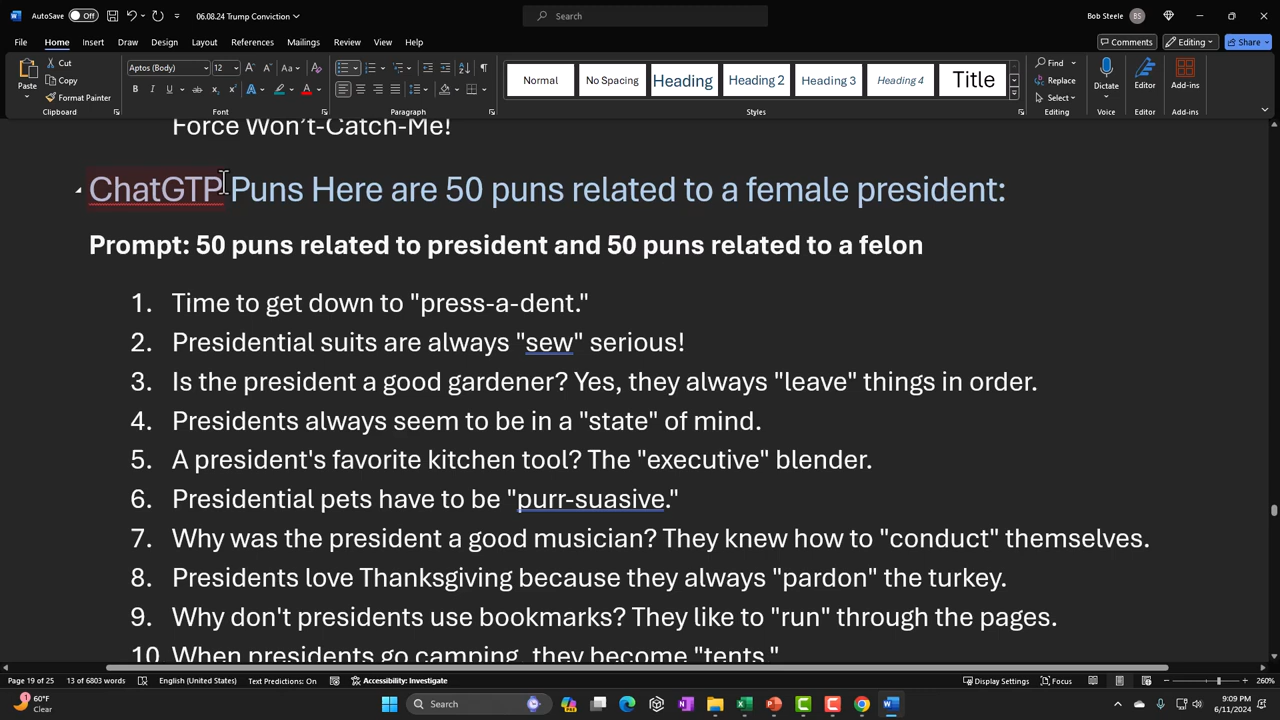 AutoSave Off 06.08.24 Trump Conviction Search Bob Steele BS
File Home Insert Draw Design Layout References Mailings Review View Help Comments Editing Share
Paste Cut Copy Format Painter Clipboard
Aptos (Body) 12 Font
Paragraph
Normal No Spacing Heading Heading 2 Heading 3 Heading 4 Title Styles
Find Replace Select Editing
Dictate Voice
Editor Editor
Add-ins Add-ins
Force Won't-Catch-Me!
ChatGTP Puns Here are 50 puns related to a female president:
Prompt: 50 puns related to president and 50 puns related to a felon
1. Time to get down to "press-a-dent."
2. Presidential suits are always "sew" serious!
3. Is the president a good gardener? Yes, they always "leave" things in order.
4. Presidents always seem to be in a "state" of mind.
5. A president's favorite kitchen tool? The "executive" blender.
6. Presidential pets have to be "purr-suasive."
7. Why was the president a good musician? They knew how to "conduct" themselves.
8. Presidents love Thanksgiving because they always "pardon" the turkey.
9. Why don't presidents use bookmarks? They like to "run" through the pages.
10. When presidents go camping, they become "tents."
Page 19 of 25 13 of 6803 words English (United States) Text Predictions: On Accessibility: Investigate Display Settings Focus 260%
60°F
Clear
Search
9:09 PM
6/11/2024